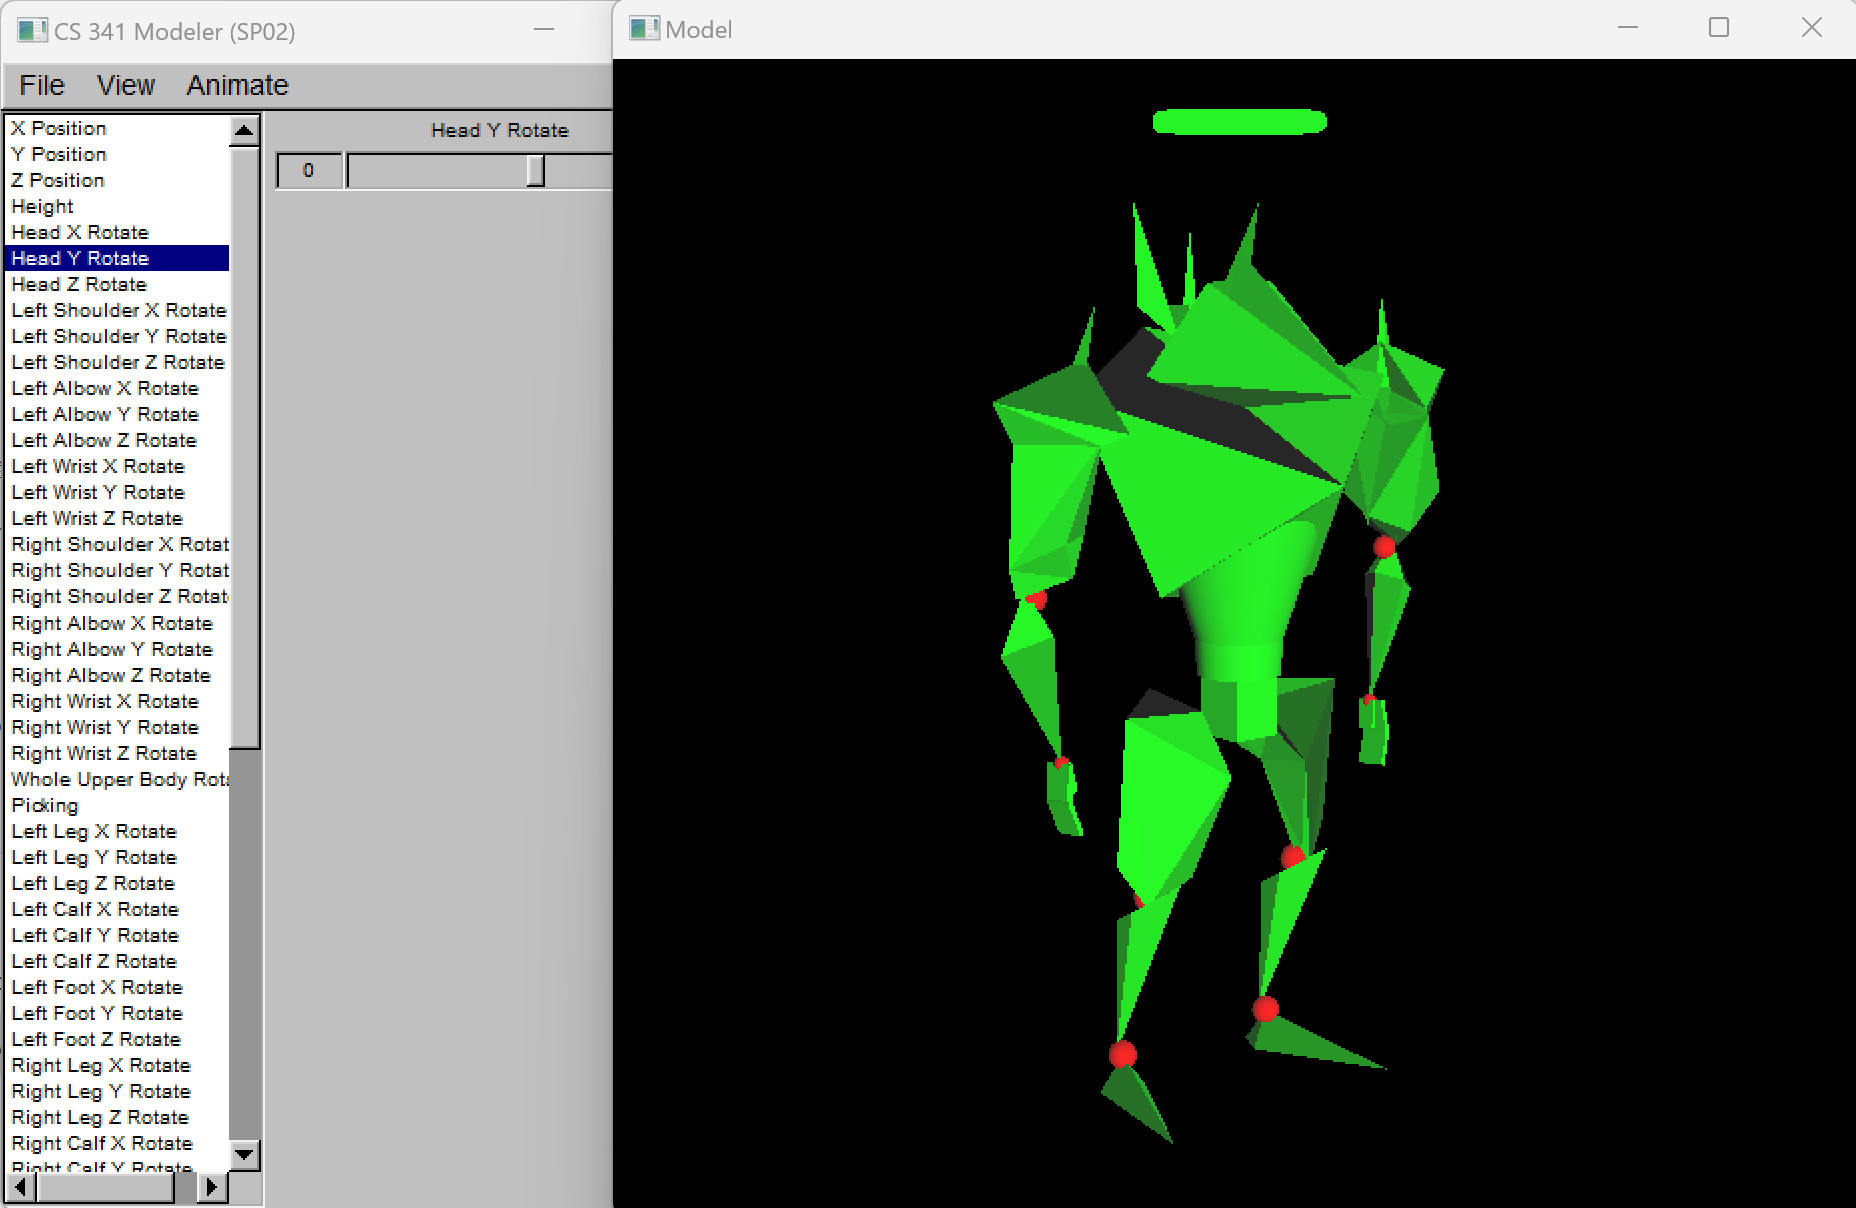 CS 341 Modeler (SP02)
Model
File View Animate
Head Y Rotate
0
X Position
Y Position
Z Position
Height
Head X Rotate
Head Y Rotate
Head Z Rotate
Left Shoulder X Rotate
Left Shoulder Y Rotate
Left Shoulder Z Rotate
Left Albow X Rotate
Left Albow Y Rotate
Left Albow Z Rotate
Left Wrist X Rotate
Left Wrist Y Rotate
Left Wrist Z Rotate
Right Shoulder X Rotat
Right Shoulder Y Rotat
Right Shoulder Z Rotat
Right Albow X Rotate
Right Albow Y Rotate
Right Albow Z Rotate
Right Wrist X Rotate
Right Wrist Y Rotate
Right Wrist Z Rotate
Whole Upper Body Rota
Picking
Left Leg X Rotate
Left Leg Y Rotate
Left Leg Z Rotate
Left Calf X Rotate
Left Calf Y Rotate
Left Calf Z Rotate
Left Foot X Rotate
Left Foot Y Rotate
Left Foot Z Rotate
Right Leg X Rotate
Right Leg Y Rotate
Right Leg Z Rotate
Right Calf X Rotate
Right Calf Y Rotate